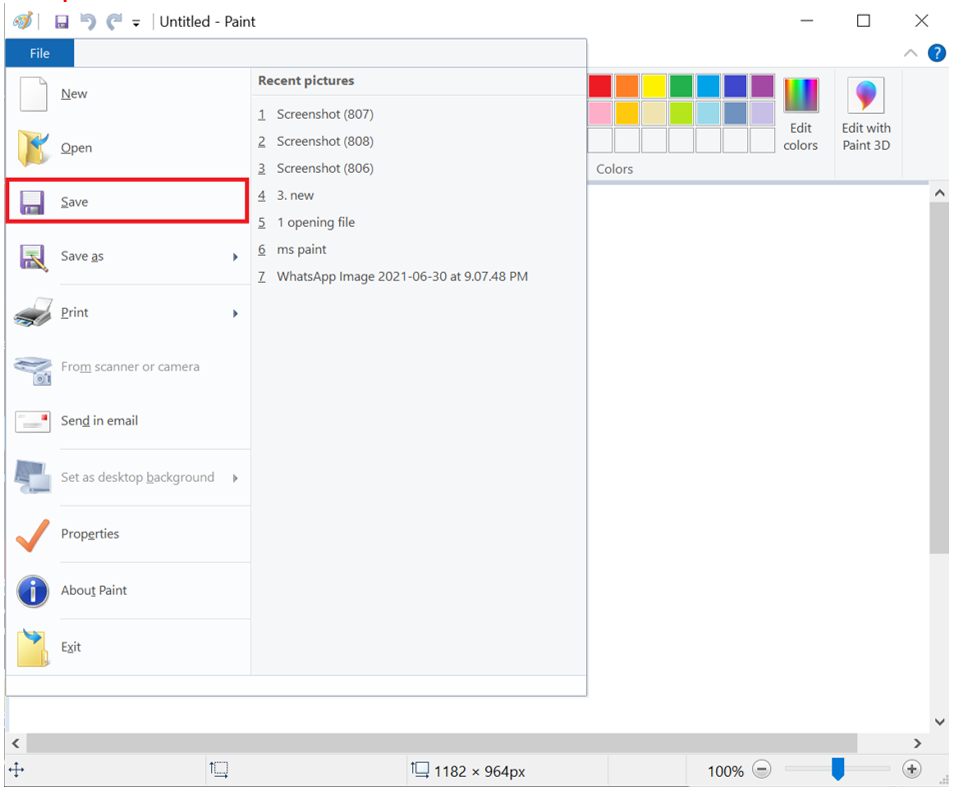 Untitled - Paint
File
?
New
Open
Save
Save as
Print
From scanner or camera
Send in email
Set as desktop background
Properties
About Paint
Exit
Recent pictures
1 Screenshot (807)
2 Screenshot (808)
3 Screenshot (806)
4 3. new
5 1 opening file
6 ms paint
7 WhatsApp Image 2021-06-30 at 9.07.48 PM
Edit
colors
Edit with
Paint 3D
Colors
1182 × 964px
100%